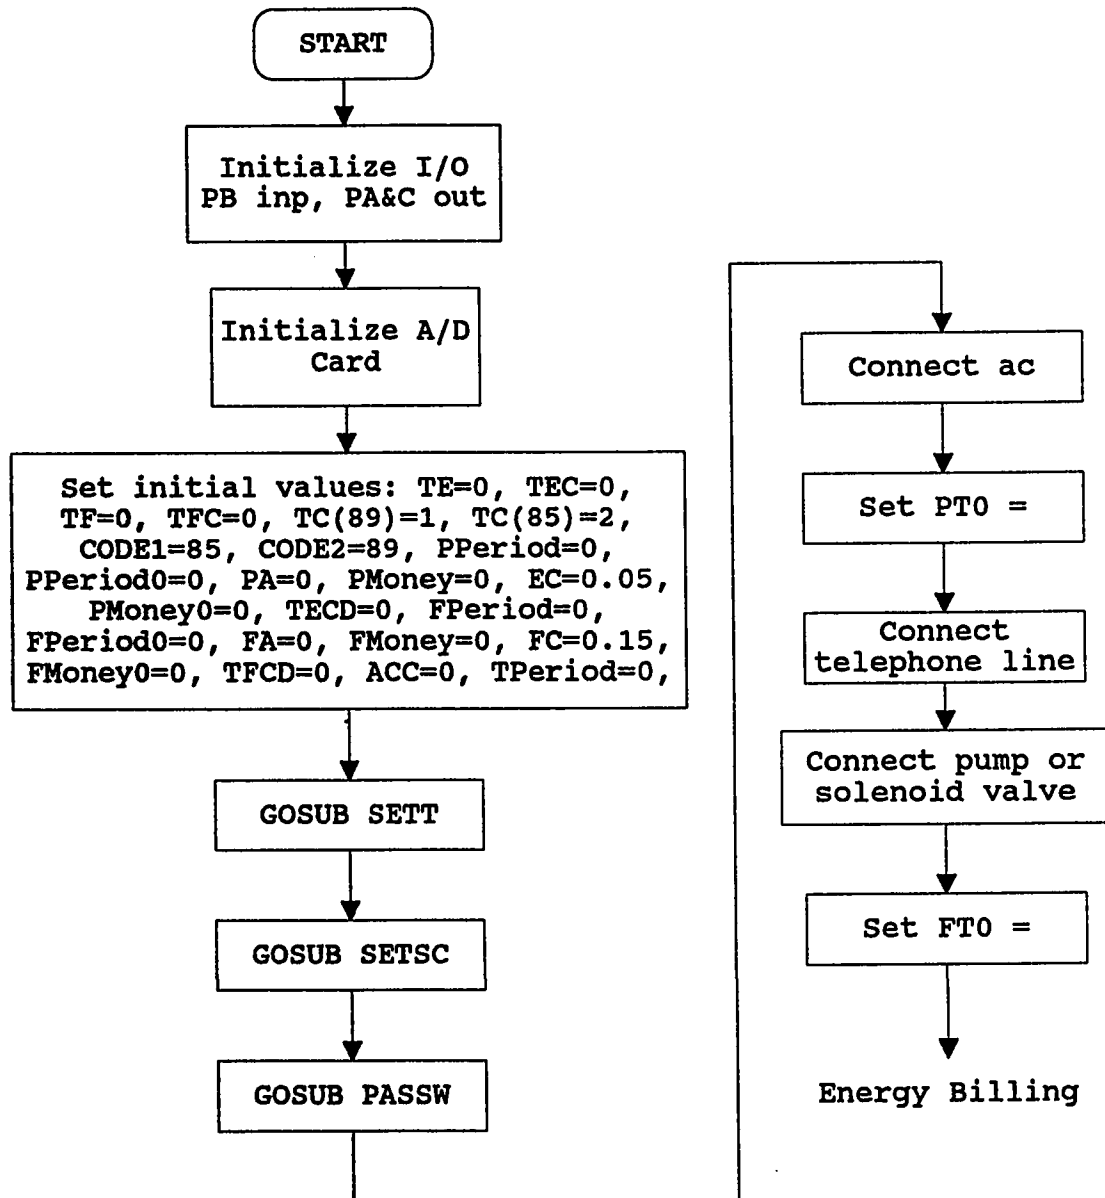 START
Initialize I/O
PB inp, PA&C out
Initialize A/D
Card
Set initial values: TE=0, TEC=0,
TF=0, TFC=0, TC(89)=1, TC(85)=2,
CODE1=85, CODE2=89, PPeriod=0,
PPeriod0=0, PA=0, PMoney=0, EC=0.05,
PMoney0=0, TECD=0, FPeriod=0,
FPeriod0=0, FA=0, FMoney=0, FC=0.15,
FMoney0=0, TFCD=0, ACC=0, TPeriod=0,
GOSUB SETT
GOSUB SETSC
GOSUB PASSW
Connect ac
Set PT0 =
Connect
telephone line
Connect pump or
solenoid valve
Set FT0 =
Energy Billing